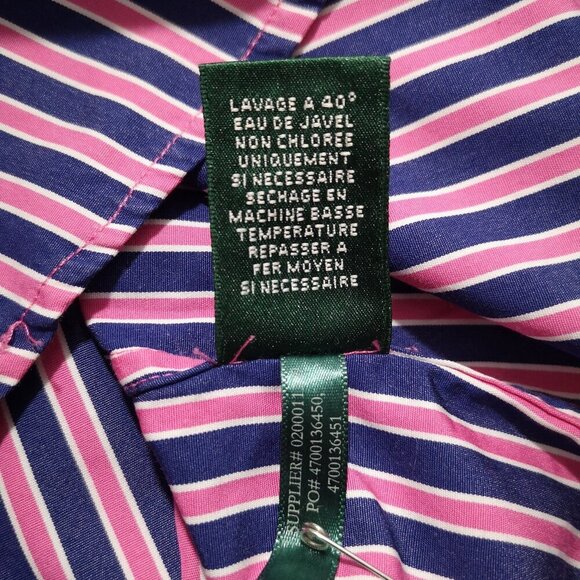 LAVAGE A 40°
EAU DE JAVEL
NON CHLOREE
UNIQUEMENT
SI NECESSAIRE
SECHAGE EN
MACHINE BASSE
TEMPERATURE
REPASSER A
FER MOYEN
SI NECESSAIRE
SUPPLIER# 0200011
PO# 4700136450,
4700136451